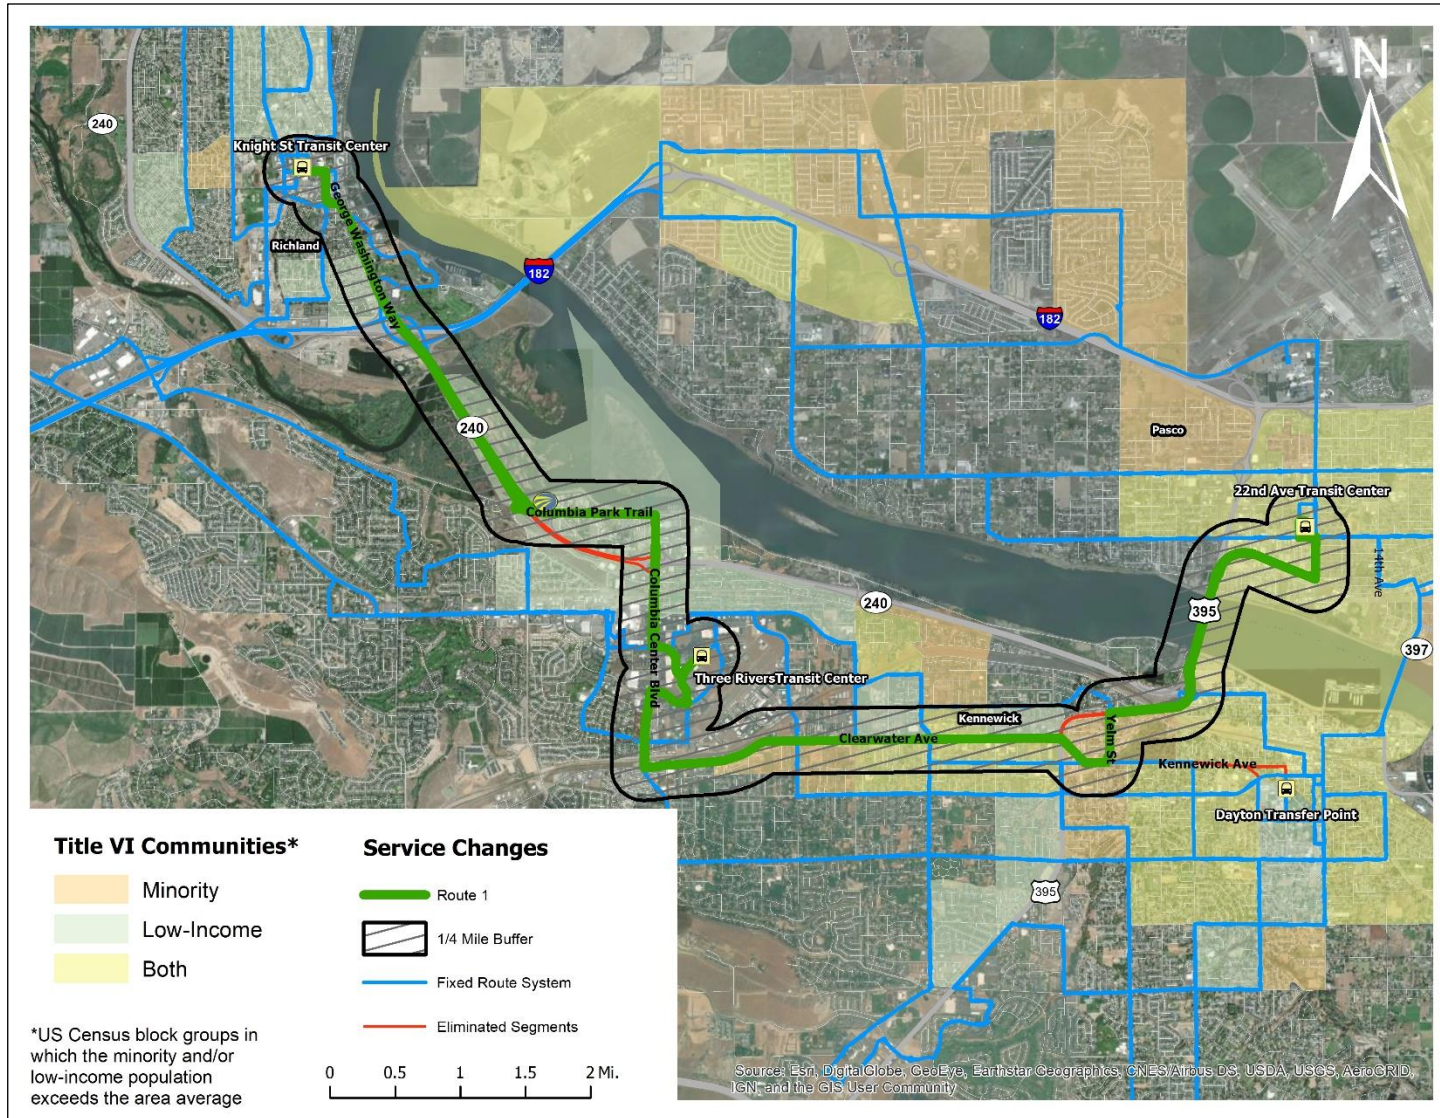 N
240
Knight St Transit Center
George Washington Way
Richland
182
182
240
Pasco
22nd Ave Transit Center
Columbia Park Trail
14th Ave
Columbia Center Blvd
240
395
397
Three RiversTransit Center
Kennewick
Clearwater Ave
Yelm St
Kennewick Ave
Dayton Transfer Point
395
Title VI Communities*
Minority
Low-Income
Both
*US Census block groups in
which the minority and/or
low-income population
exceeds the area average
Service Changes
Route 1
1/4 Mile Buffer
Fixed Route System
Eliminated Segments
0 0.5 1 1.5 2 Mi.
Source: Esri, DigitalGlobe, GeoEye, Earthstar Geographics, CNES/Airbus DS, USDA, USGS, AeroGRID,
IGN, and the GIS User Community